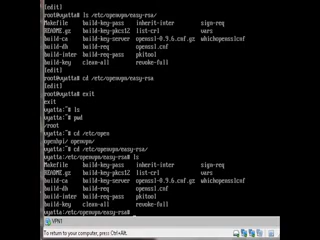 [edit]
root@vyatta# ls /etc/openvpn/easy-rsa/
Makefile build-key-pass inherit-inter sign-req
README.gz build-key-pkcs12 list-crl vars
build-ca build-key-server openssl-0.9.6.cnf.gz whichopensslcnf
build-dh build-req openssl.cnf
build-inter build-req-pass pkitool
build-key clean-all revoke-full
[edit]
root@vyatta# cd /etc/openvpn/easy-rsa
[edit]
root@vyatta# exit
exit
vyatta:~# ls
vyatta:~# pwd
/root
vyatta:~# cd /etc/open
openhpi/ openvpn/
vyatta:~# cd /etc/openvpn/easy-rsa/
vyatta:/etc/openvpn/easy-rsa# ls
Makefile build-key-pass inherit-inter sign-req
README.gz build-key-pkcs12 list-crl vars
build-ca build-key-server openssl-0.9.6.cnf.gz whichopensslcnf
build-dh build-req openssl.cnf
build-inter build-req-pass pkitool
build-key clean-all revoke-full
vyatta:/etc/openvpn/easy-rsa#
VPN1
To return to your computer, press Ctrl+Alt.